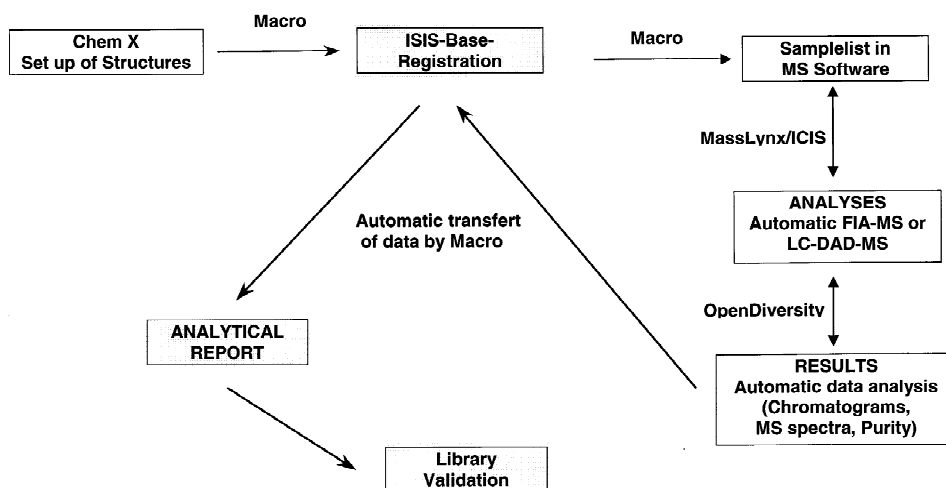 Macro
Chem X
Set up of Structures
ISIS-Base-
Registration
Macro
Samplelist in
MS Software
MassLynx/ICIS
ANALYSES
Automatic FIA-MS or
LC-DAD-MS
Automatic transfert
of data by Macro
OpenDiversity
ANALYTICAL
REPORT
RESULTS
Automatic data analysis
(Chromatograms,
MS spectra, Purity)
Library
Validation